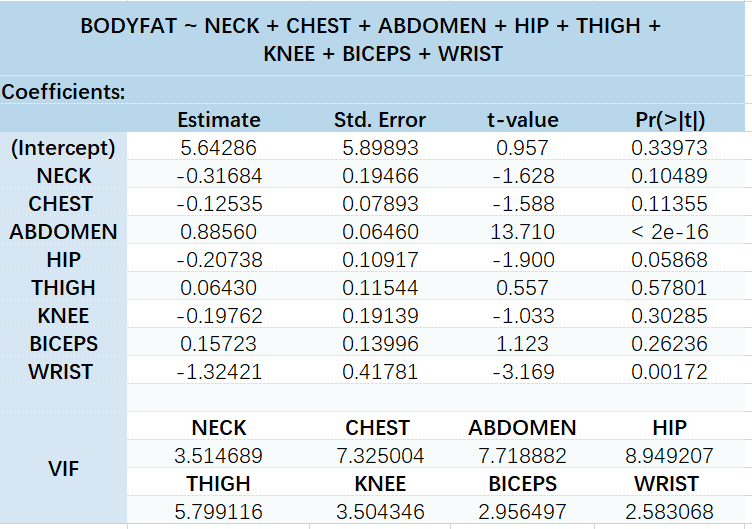 BODYFAT ~ NECK + CHEST + ABDOMEN + HIP + THIGH +
KNEE + BICEPS + WRIST
Coefficients:
Estimate Std. Error t-value Pr(>|t|)
(Intercept) 5.64286 5.89893 0.957 0.33973
NECK -0.31684 0.19466 -1.628 0.10489
CHEST -0.12535 0.07893 -1.588 0.11355
ABDOMEN 0.88560 0.06460 13.710 < 2e-16
HIP -0.20738 0.10917 -1.900 0.05868
THIGH 0.06430 0.11544 0.557 0.57801
KNEE -0.19762 0.19139 -1.033 0.30285
BICEPS 0.15723 0.13996 1.123 0.26236
WRIST -1.32421 0.41781 -3.169 0.00172
VIF
NECK CHEST ABDOMEN HIP
3.514689 7.325004 7.718882 8.949207
THIGH KNEE BICEPS WRIST
5.799116 3.504346 2.956497 2.583068